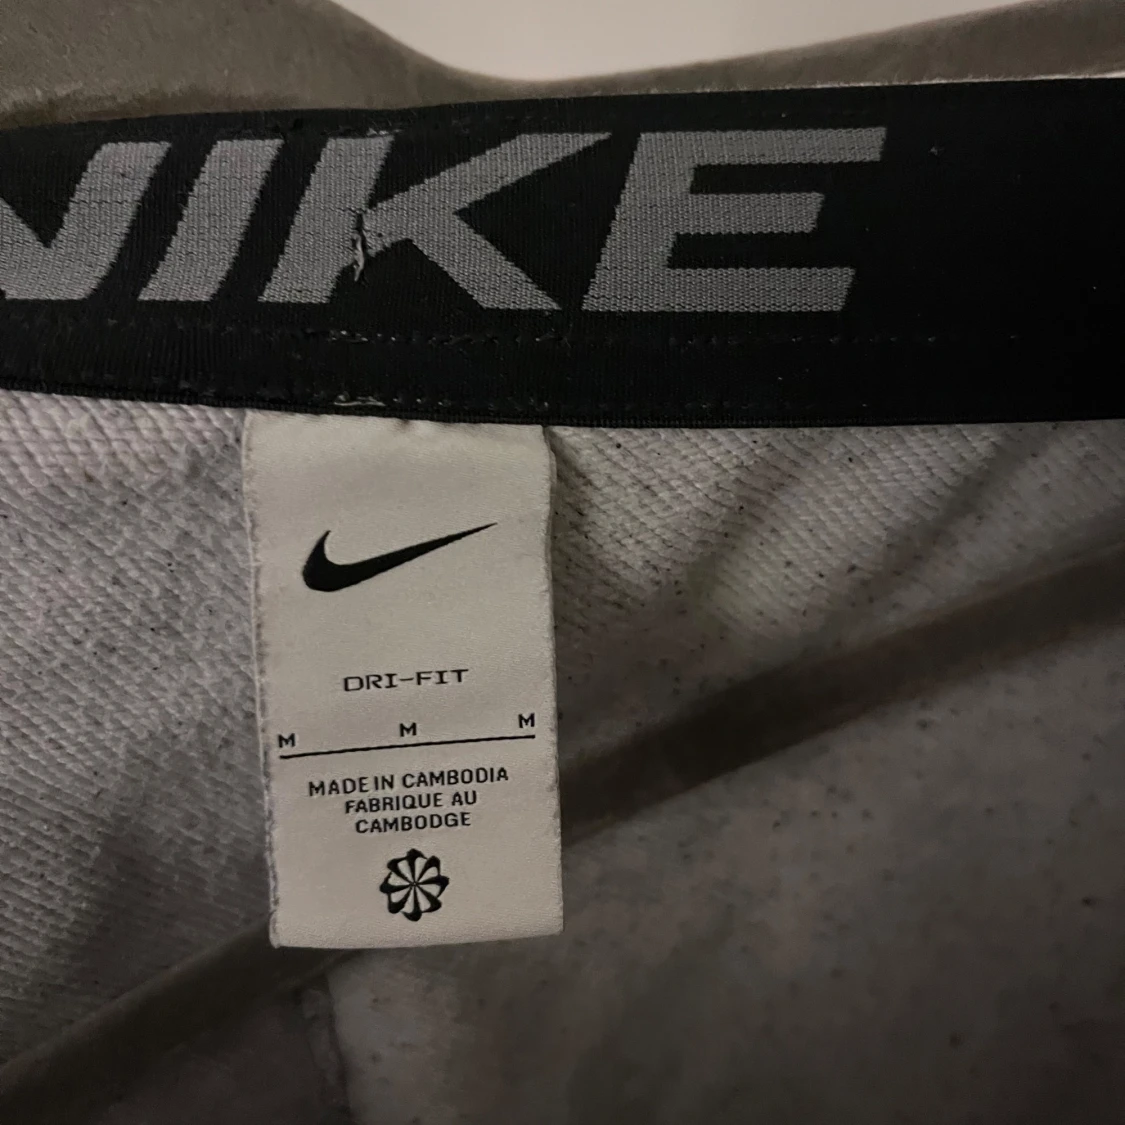 NIKE
DRI-FIT
M M M
MADE IN CAMBODIA
FABRIQUE AU
CAMBODGE